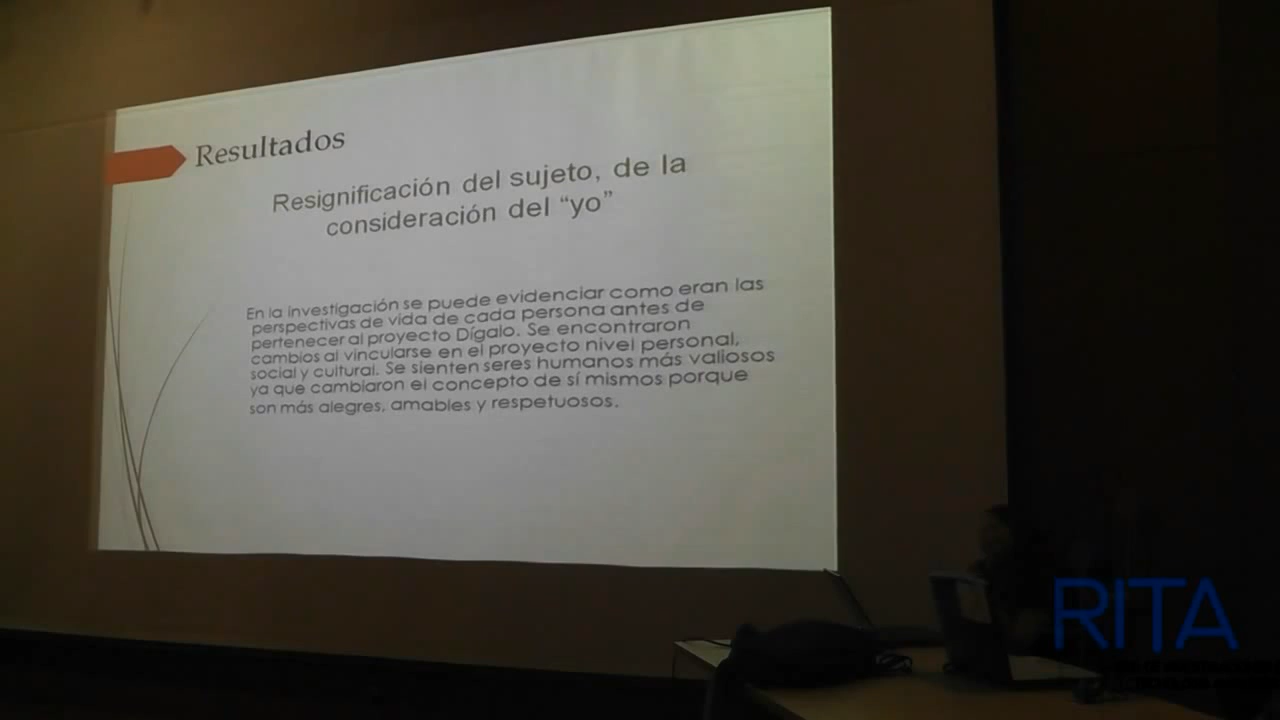 Resultados
Resignificación del sujeto, de la
consideración del “yo”
En la investigación se puede evidenciar como eran las
perspectivas de vida de cada persona antes de
pertenecer al proyecto Dígalo. Se encontraron
cambios al vincularse en el proyecto nivel personal,
social y cultural. Se sienten seres humanos más valiosos
ya que cambiaron el concepto de sí mismos porque
son más alegres, amables y respetuosos.
RITA